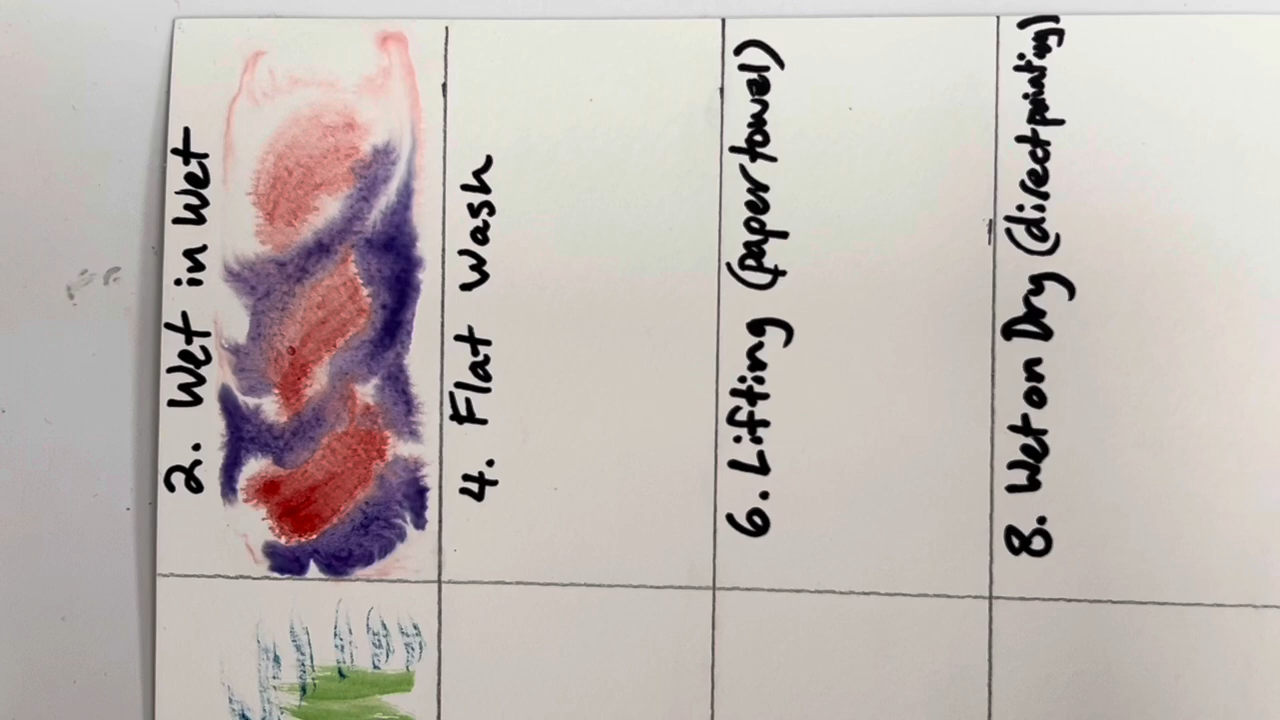 2. Wet in Wet
4. Flat Wash
6. Lifting (paper towel)
8. Wet on Dry (direct painting)